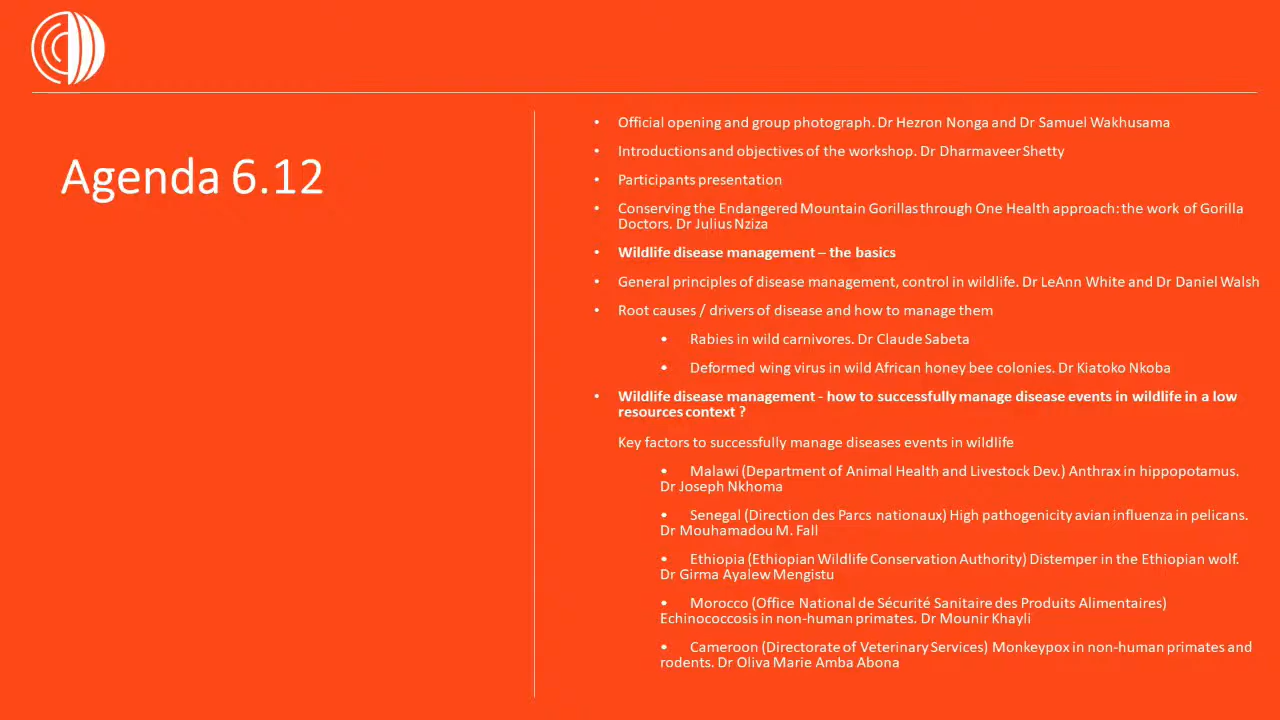 Agenda 6.12
• Official opening and group photograph. Dr Hezron Nonga and Dr Samuel Wakhusama
• Introductions and objectives of the workshop. Dr Dharmaveer Shetty
• Participants presentation
• Conserving the Endangered Mountain Gorillas through One Health approach: the work of Gorilla
Doctors. Dr Julius Nziza
• Wildlife disease management – the basics
• General principles of disease management, control in wildlife. Dr LeAnn White and Dr Daniel Walsh
• Root causes / drivers of disease and how to manage them
• Rabies in wild carnivores. Dr Claude Sabeta
• Deformed wing virus in wild African honey bee colonies. Dr Kiatoko Nkoba
• Wildlife disease management - how to successfully manage disease events in wildlife in a low
resources context ?
Key factors to successfully manage diseases events in wildlife
• Malawi (Department of Animal Health and Livestock Dev.) Anthrax in hippopotamus.
Dr Joseph Nkhoma
• Senegal (Direction des Parcs nationaux) High pathogenicity avian influenza in pelicans.
Dr Mouhamadou M. Fall
• Ethiopia (Ethiopian Wildlife Conservation Authority) Distemper in the Ethiopian wolf.
Dr Girma Ayalew Mengistu
• Morocco (Office National de Sécurité Sanitaire des Produits Alimentaires)
Echinococcosis in non-human primates. Dr Mounir Khayli
• Cameroon (Directorate of Veterinary Services) Monkeypox in non-human primates and
rodents. Dr Oliva Marie Amba Abona